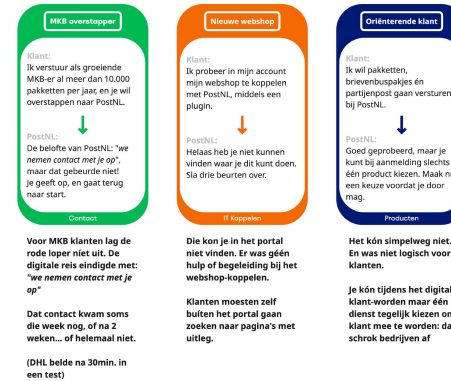 MKB overstapper
Klant:
Ik verstuur als groeiende
MKB-er al meer dan 10.000
pakketten per jaar, en je wil
overstappen naar PostNL.
PostNL:
De belofte van PostNL: "we
nemen contact met je op",
maar dat gebeurde niet!
Je geeft op, en gaat terug
naar start.
Contact
Voor MKB klanten lag de
rode loper níet uit. De
digitale reis eindigde met:
"we nemen contact met je
op"
Dat contact kwam soms
die week nog, of na 2
weken... of helemaal niet.
(DHL belde na 30min. in
een test)
Nieuwe webshop
Klant:
Ik probeer in mijn account
mijn webshop te koppelen
met PostNL, middels een
plugin.
PostNL:
Helaas heb je niet kunnen
vinden waar je dit kunt doen.
Sla drie beurten over.
IT Koppelen
Die kon je in het portal
niet vinden. Er was géén
hulp of begeleiding bij het
webshop-koppelen.
Klanten moesten zelf
buíten het portal gaan
zoeken naar pagina's met
uitleg.
Oriënterende klant
Klant:
Ik wil pakketten,
brievenbuspakjes én
partijenpost gaan versturen
bij PostNL.
PostNL:
Goed geprobeerd, maar je
kunt bij aanmelding slechts
één product kiezen. Maak n
een keuze voordat je door
mag.
Producten
Het kón simpelweg niet.
En was niet logisch voor
klanten.
Je kón tijdens het digital
klant-worden maar één
dienst tegelijk kiezen o
klant mee te worden: da
schrok bedrijven af